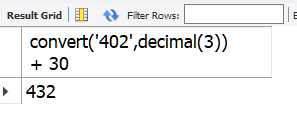 Result Grid Filter Rows:
convert('402',decimal(3))
+ 30
432